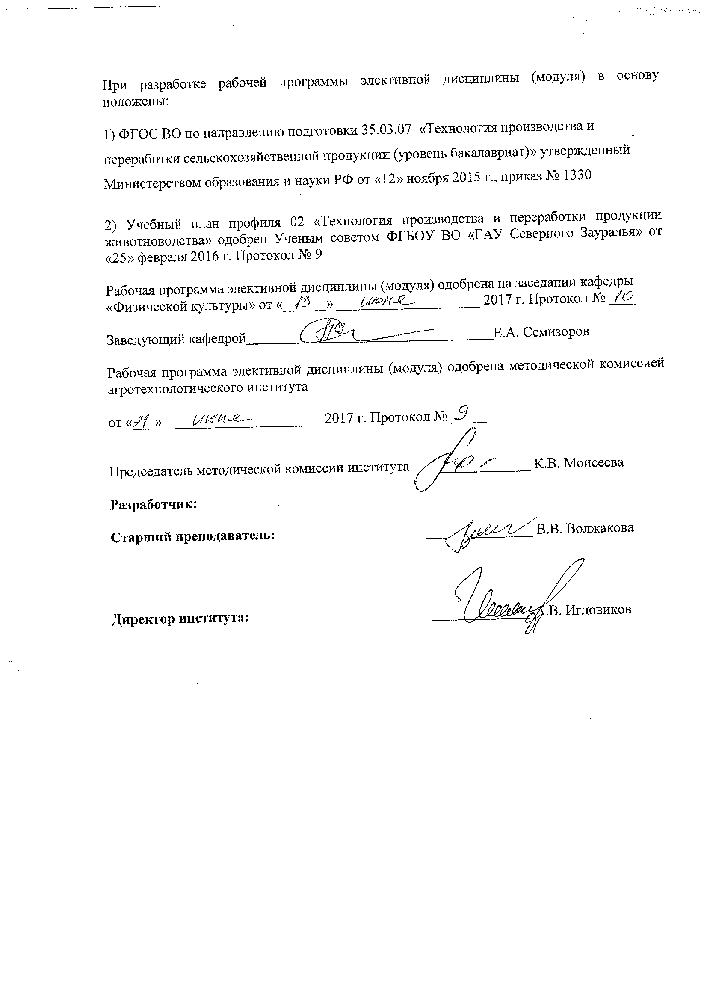 При разработке рабочей программы элективной дисциплины (модуля) в основу
положены:
1) ФГОС ВО по направлению подготовки 35.03.07 «Технология производства и
переработки сельскохозяйственной продукции (уровень бакалавриат)» утвержденный
Министерством образования и науки РФ от «12» ноября 2015 г., приказ № 1330
2) Учебный план профиля 02 «Технология производства и переработки продукции
животноводства» одобрен Ученым советом ФГБОУ ВО «ГАУ Северного Зауралья» от
«25» февраля 2016 г. Протокол № 9
Рабочая программа элективной дисциплины (модуля) одобрена на заседании кафедры
«Физической культуры» от « 13 » июня 2017 г. Протокол № 10
Заведующий кафедрой Е.А. Семизоров
Рабочая программа элективной дисциплины (модуля) одобрена методической комиссией
агротехнологического института
от «21» июня 2017 г. Протокол № 9
Председатель методической комиссии института К.В. Моисеева
Разработчик:
Старший преподаватель: В.В. Волжакова
Директор института: .В. Игловиков